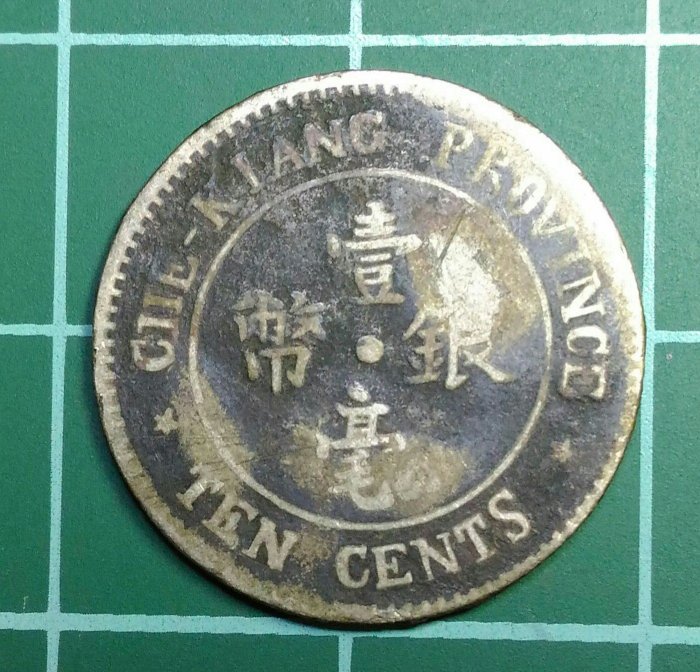 CHE-KIANG PROVINCE
壹
銀幣
毫
TEN CENTS